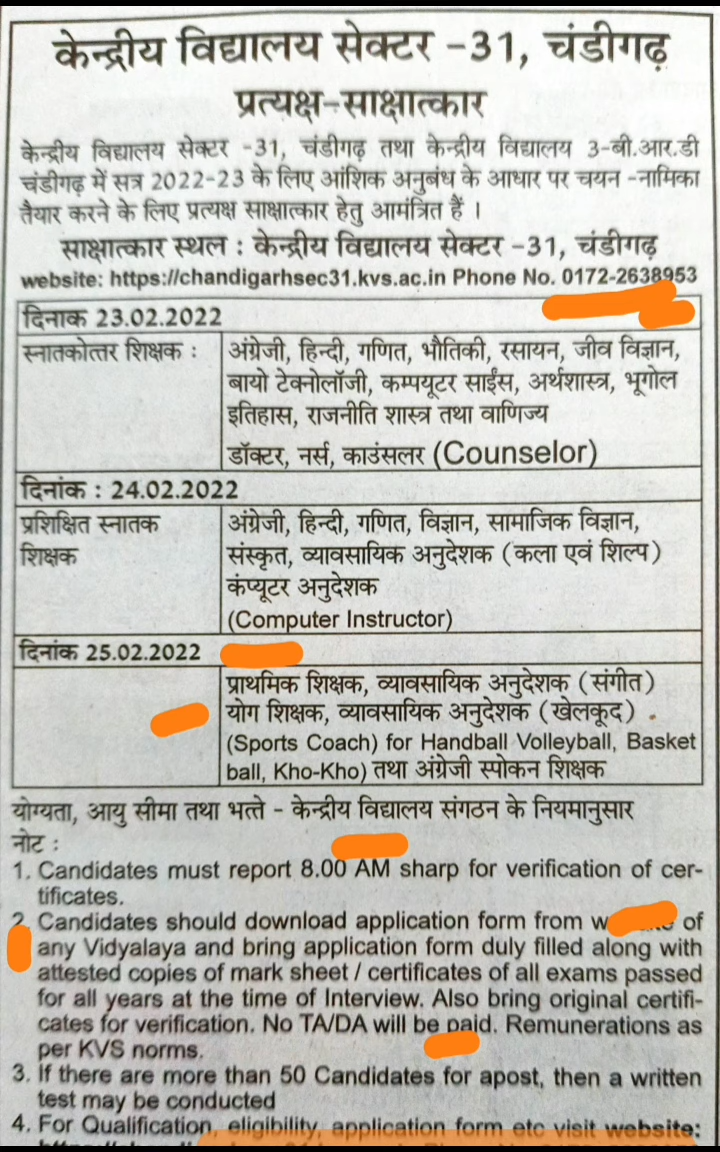 केन्द्रीय विद्यालय सेक्टर -31, चंडीगढ़
प्रत्यक्ष-साक्षात्कार
केन्द्रीय विद्यालय सेक्टर -31, चंडीगढ़ तथा केन्द्रीय विद्यालय 3-बी.आर.डी
चंडीगढ़ में सत्र 2022-23 के लिए आंशिक अनुबंध के आधार पर चयन -नामिका
तैयार करने के लिए प्रत्यक्ष साक्षात्कार हेतु आमंत्रित हैं ।
साक्षात्कार स्थल : केन्द्रीय विद्यालय सेक्टर -31, चंडीगढ़
website: https://chandigarhsec31.kvs.ac.in Phone No. 0172-2638953
दिनाक 23.02.2022
स्नातकोत्तर शिक्षक : अंग्रेजी, हिन्दी, गणित, भौतिकी, रसायन, जीव विज्ञान,
बायो टेक्नोलॉजी, कम्पयूटर साईंस, अर्थशास्त्र, भूगोल
इतिहास, राजनीति शास्त्र तथा वाणिज्य
डॉक्टर, नर्स, काउंसलर (Counselor)
दिनांक : 24.02.2022
प्रशिक्षित स्नातक अंग्रेजी, हिन्दी, गणित, विज्ञान, सामाजिक विज्ञान,
शिक्षक संस्कृत, व्यावसायिक अनुदेशक (कला एवं शिल्प)
कंप्यूटर अनुदेशक
(Computer Instructor)
दिनांक 25.02.2022
प्राथमिक शिक्षक, व्यावसायिक अनुदेशक (संगीत)
योग शिक्षक, व्यावसायिक अनुदेशक (खेलकूद) .
(Sports Coach) for Handball Volleyball, Basket
ball, Kho-Kho) तथा अंग्रेजी स्पोकन शिक्षक
योग्यता, आयु सीमा तथा भत्ते - केन्द्रीय विद्यालय संगठन के नियमानुसार
नोट :
1. Candidates must report 8.00 AM sharp for verification of cer-
tificates.
2. Candidates should download application form from of
any Vidyalaya and bring application form duly filled along with
attested copies of mark sheet / certificates of all exams passed
for all years at the time of Interview. Also bring original certifi-
cates for verification. No TA/DA will be paid. Remunerations as
per KVS norms.
3. If there are more than 50 Candidates for apost, then a written
test may be conducted
4. For Qualification, eligibility, application form etc visit website: